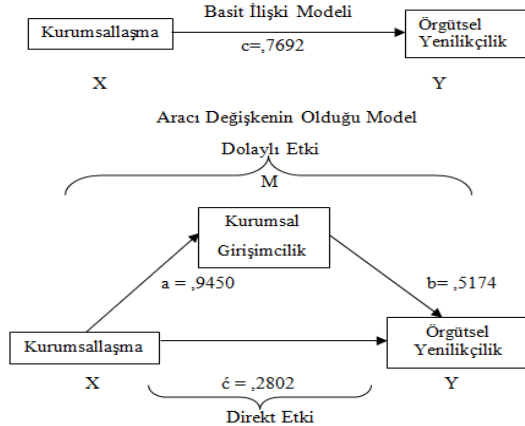 Basit İlişki Modeli
Kurumsallaşma
c=,7692
Örgütsel
Yenilikçilik
X
Y
Aracı Değişkenin Olduğu Model
Dolaylı Etki
M
Kurumsal
Girişimcilik
a = ,9450
b= ,5174
Kurumsallaşma
Örgütsel
Yenilikçilik
X
ć = ,2802
Y
Direkt Etki